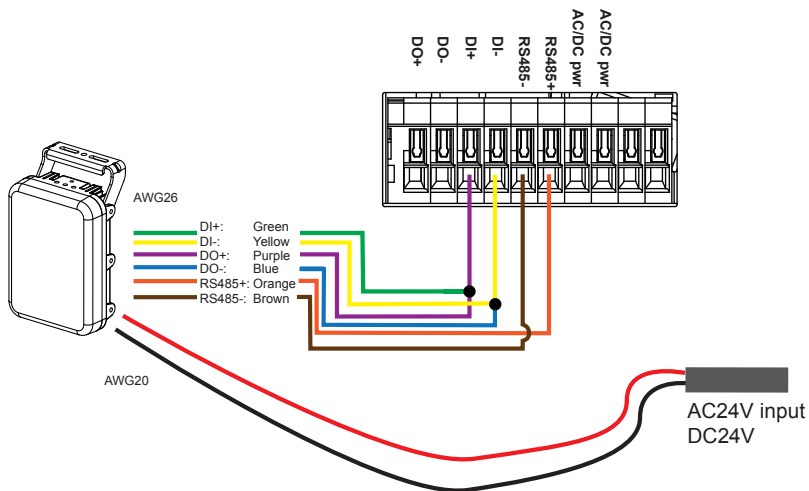 DO+
DO-
DI+
DI-
RS485-
RS485+
AC/DC pwr
AC/DC pwr
AWG26
DI+: Green
DI-: Yellow
DO+: Purple
DO-: Blue
RS485+: Orange
RS485-: Brown
AWG20
AC24V input
DC24V